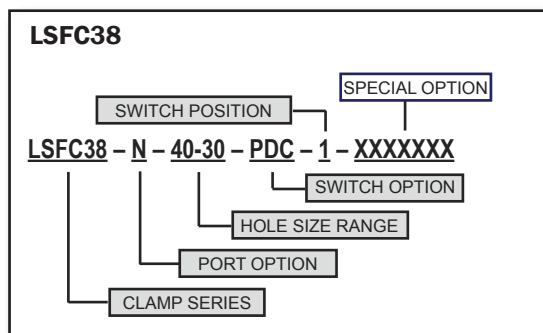 LSFC38
SPECIAL OPTION
SWITCH POSITION
LSFC38 – N – 40-30 – PDC – 1 – XXXXXXX
SWITCH OPTION
HOLE SIZE RANGE
PORT OPTION
CLAMP SERIES